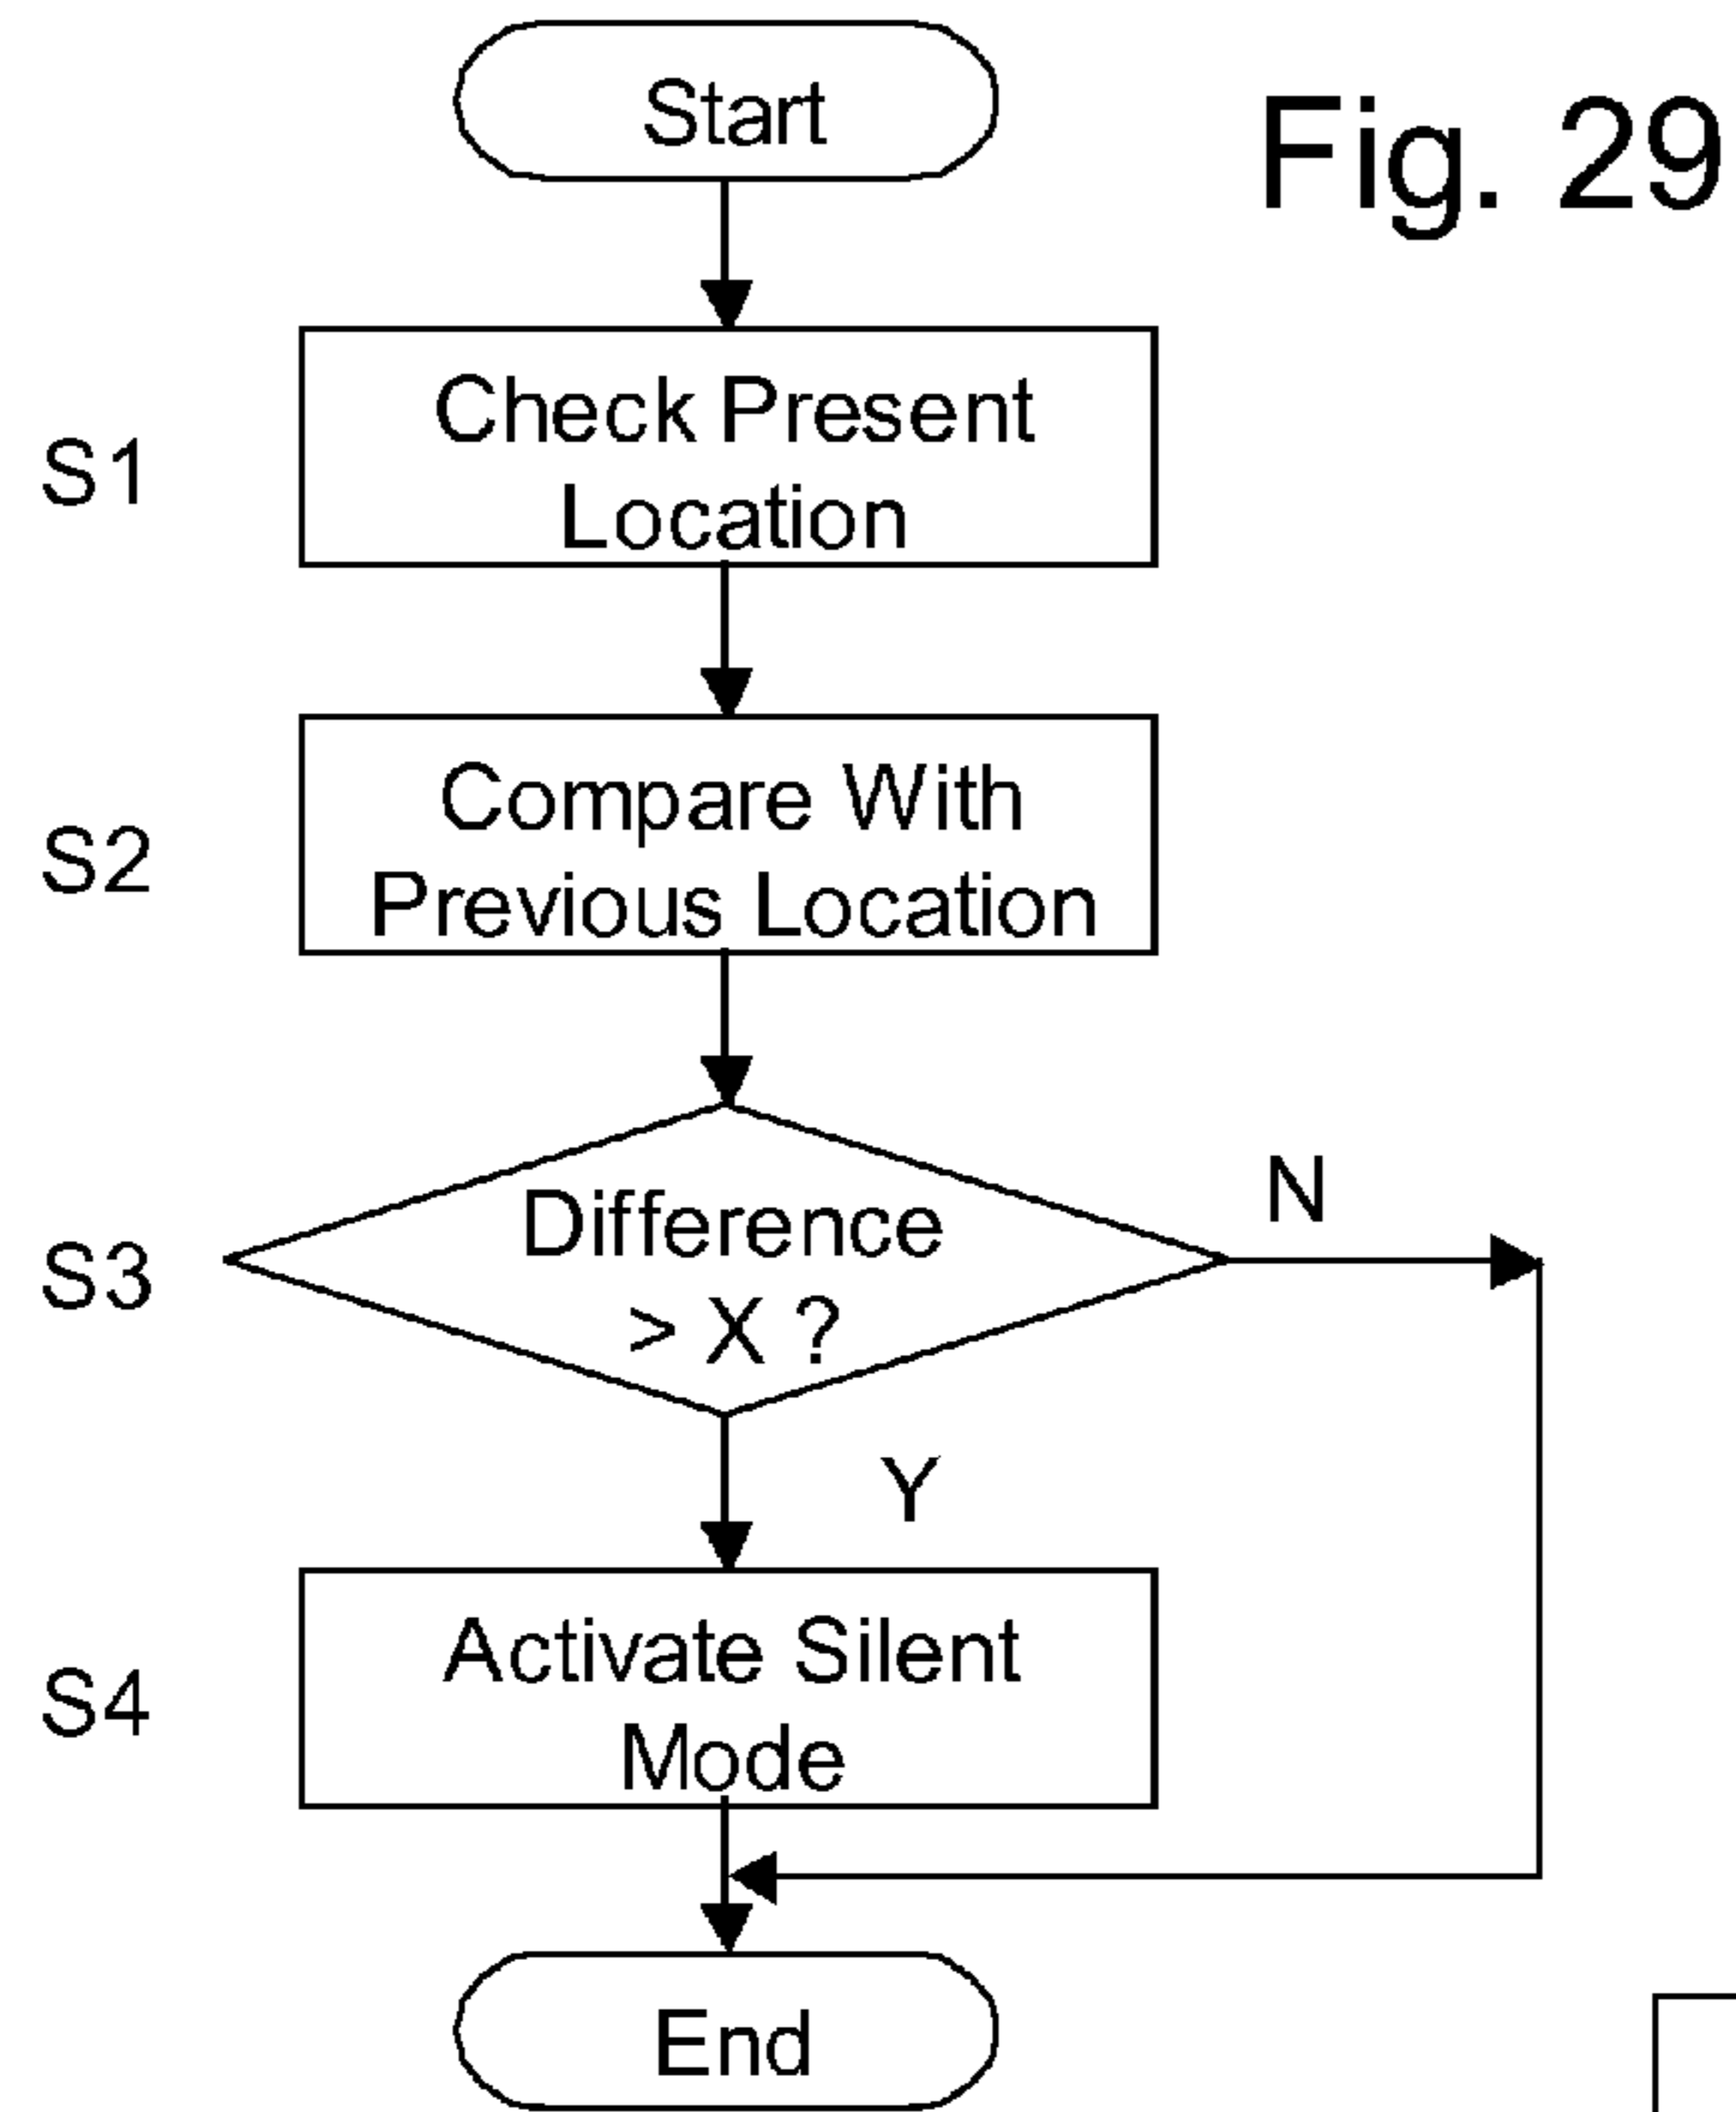 Start
Fig. 29
S1
Check Present
Location
S2
Compare With
Previous Location
S3
Difference
> X ?
N
Y
S4
Activate Silent
Mode
End